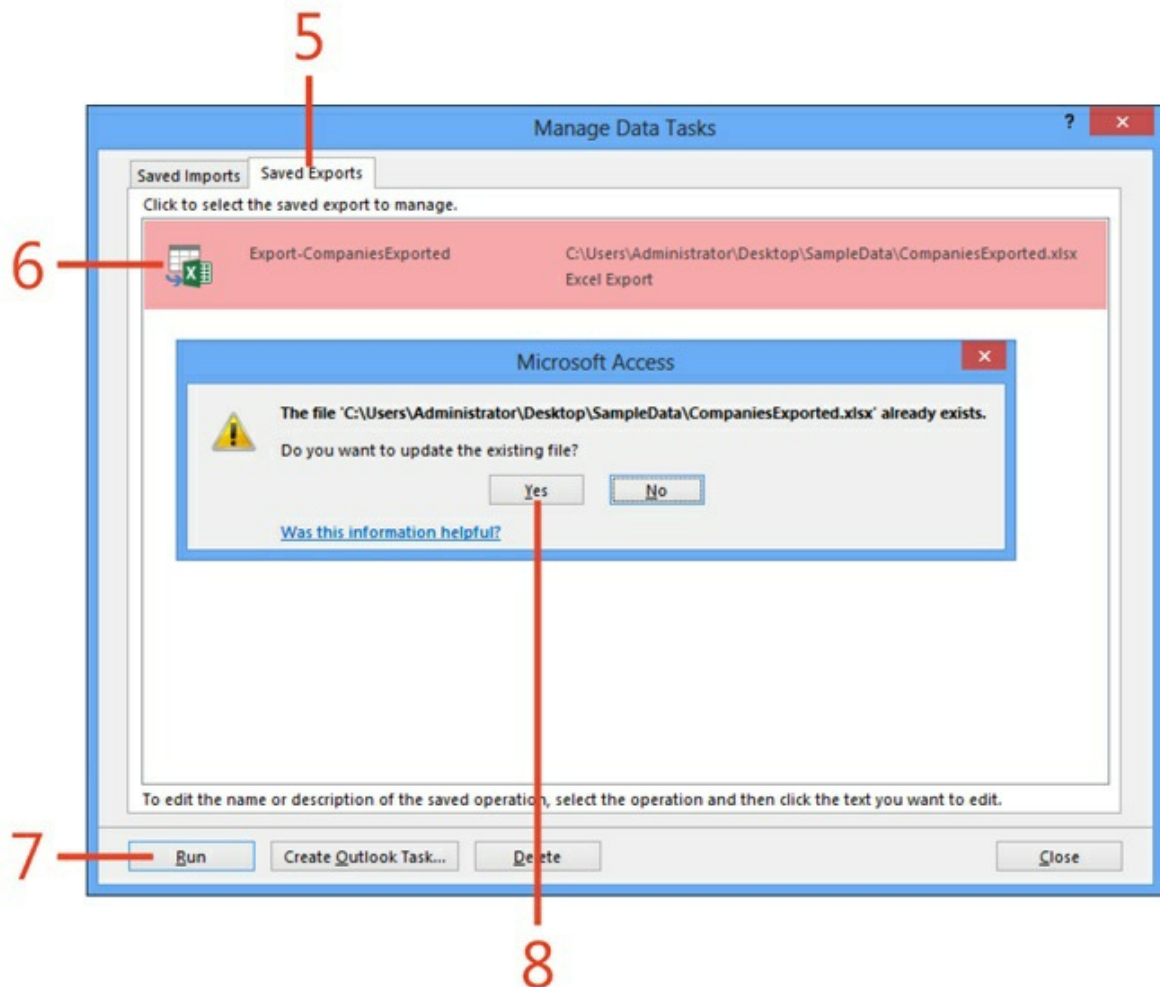 5
Manage Data Tasks
?
Saved Imports
Saved Exports
Click to select the saved export to manage.
6
Export-CompaniesExported
C:\Users\Administrator\Desktop\SampleData\CompaniesExported.xlsx
Excel Export
Microsoft Access
The file 'C:\Users\Administrator\Desktop\SampleData\CompaniesExported.xlsx' already exists.
Do you want to update the existing file?
Yes
No
Was this information helpful?
To edit the name or description of the saved operation, select the operation and then click the text you want to edit.
7
Run
Create Outlook Task...
Delete
Close
8